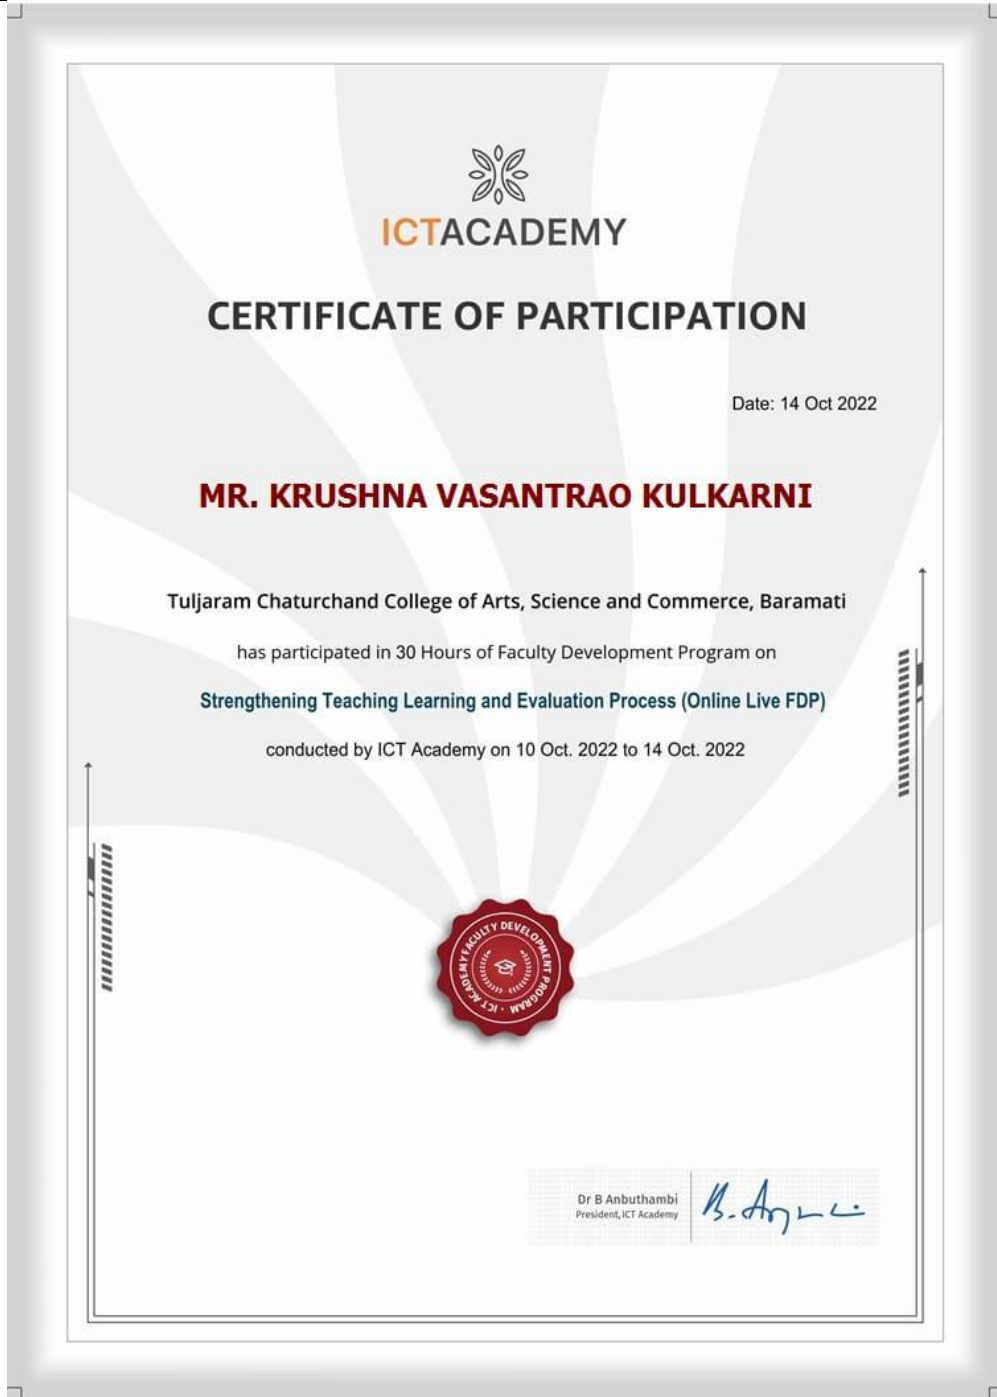 ICTACADEMY
CERTIFICATE OF PARTICIPATION
Date: 14 Oct 2022
MR. KRUSHNA VASANTRAO KULKARNI
Tuljaram Chaturchand College of Arts, Science and Commerce, Baramati
has participated in 30 Hours of Faculty Development Program on
Strengthening Teaching Learning and Evaluation Process (Online Live FDP)
conducted by ICT Academy on 10 Oct. 2022 to 14 Oct. 2022
FACULTY DEVELOPMENT PROGRAM · ICT ACADEMY
Dr B Anbuthambi
President, ICT Academy